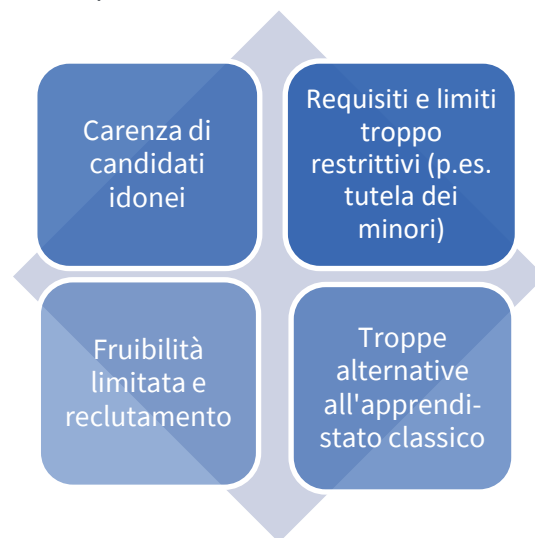 Carenza di
candidati
idonei
Requisiti e limiti
troppo
restrittivi (p.es.
tutela dei
minori)
Fruibilità
limitata e
reclutamento
Troppe
alternative
all'apprendi-
stato classico